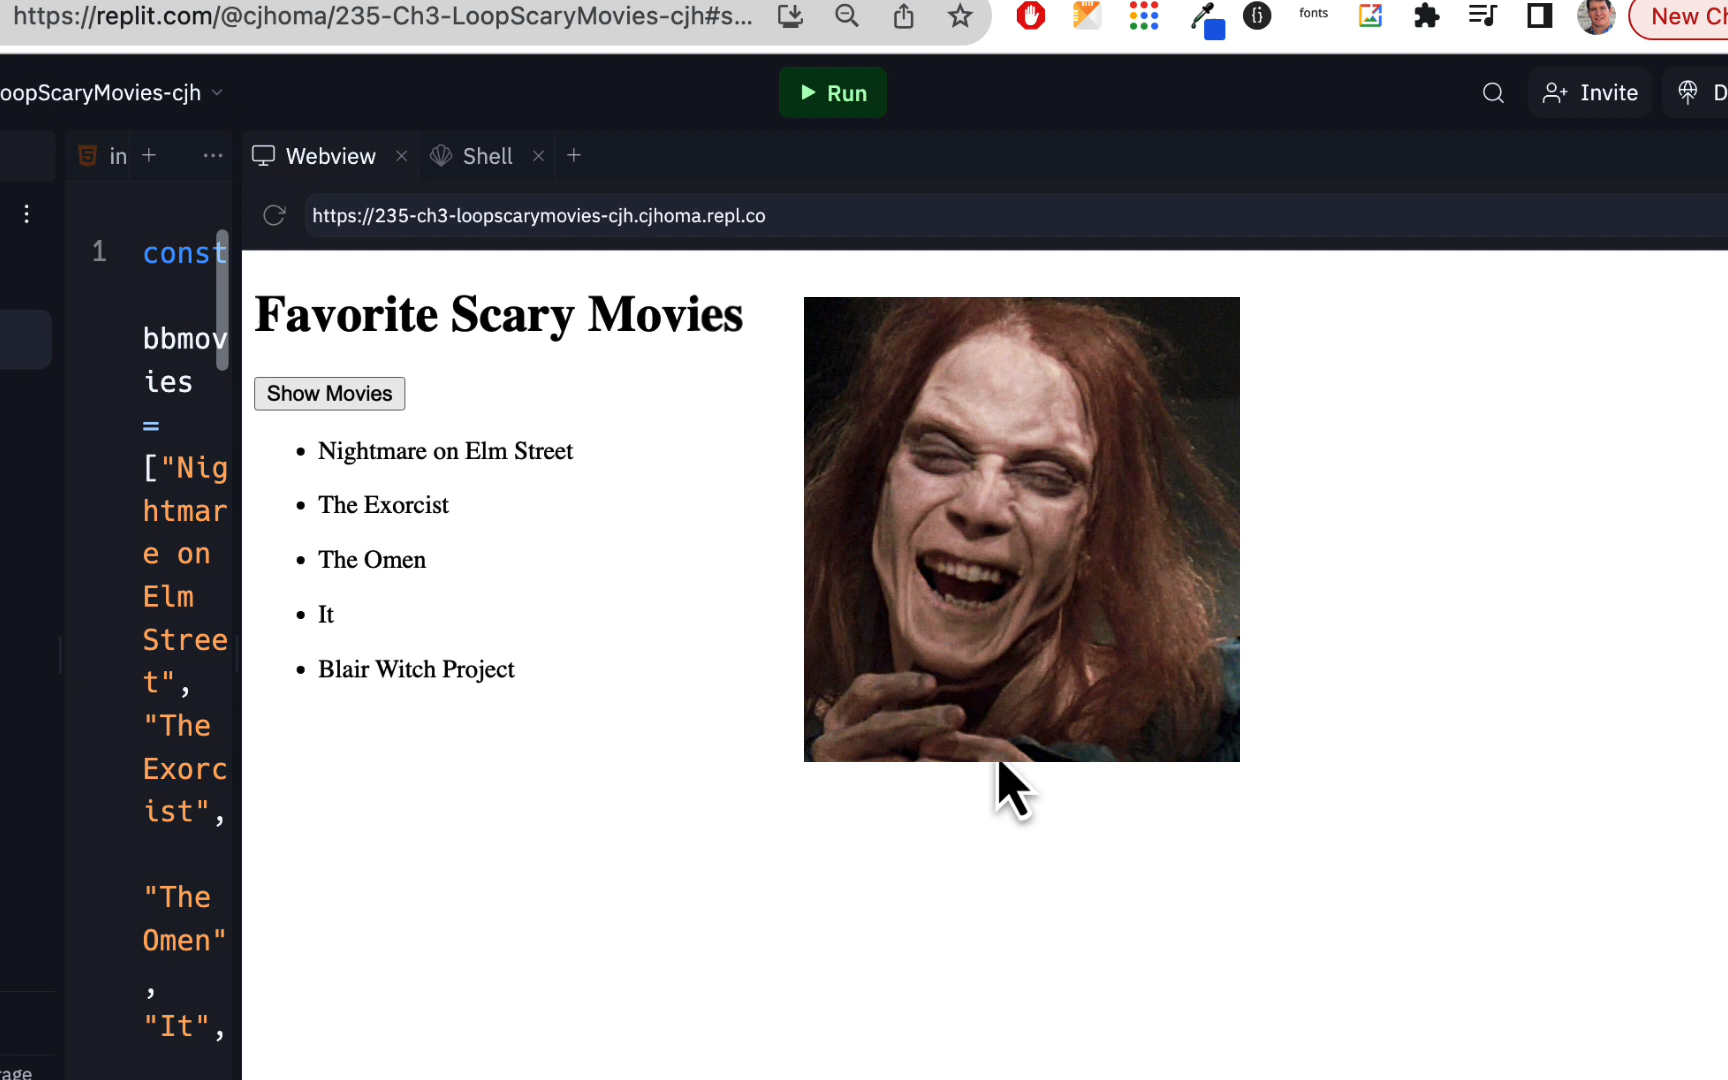 https://replit.com/@cjhoma/235-Ch3-LoopScaryMovies-cjh#s...
fonts
New Ch
oopScaryMovies-cjh
Run
Invite
D
in
Webview
Shell
https://235-ch3-loopscarymovies-cjh.cjhoma.repl.co
1
const
bbmov
ies
=
["Nig
htmar
e on
Elm
Stree
t",
"The
Exorc
ist",
"The
Omen"
,
"It",
rage
Favorite Scary Movies
Show Movies
• Nightmare on Elm Street
• The Exorcist
• The Omen
• It
• Blair Witch Project